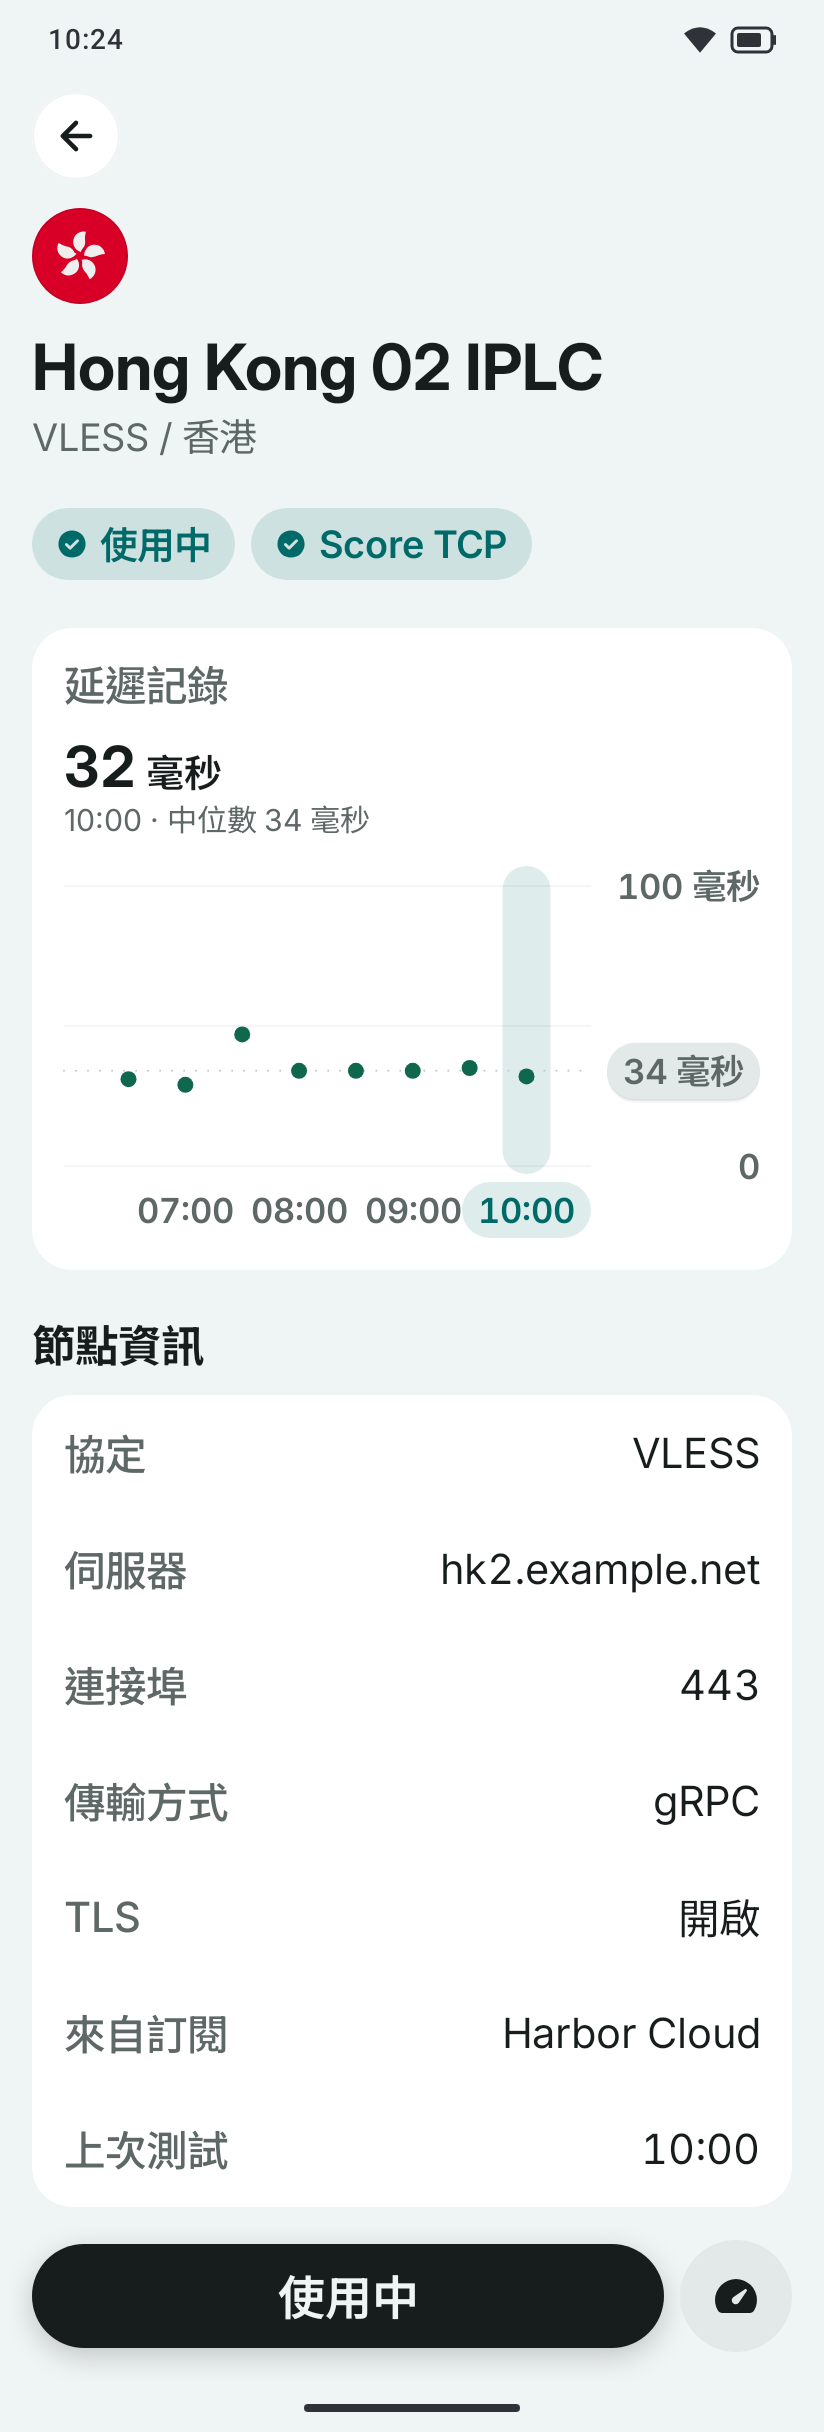 10:24
Hong Kong 02 IPLC
VLESS / 香港
使用中
Score TCP
延遲記錄
32 毫秒
10:00 · 中位數 34 毫秒
100 毫秒
34 毫秒
0
07:00 08:00 09:00 10:00
節點資訊
協定 VLESS
伺服器 hk2.example.net
連接埠 443
傳輸方式 gRPC
TLS 開啟
來自訂閱 Harbor Cloud
上次測試 10:00
使用中